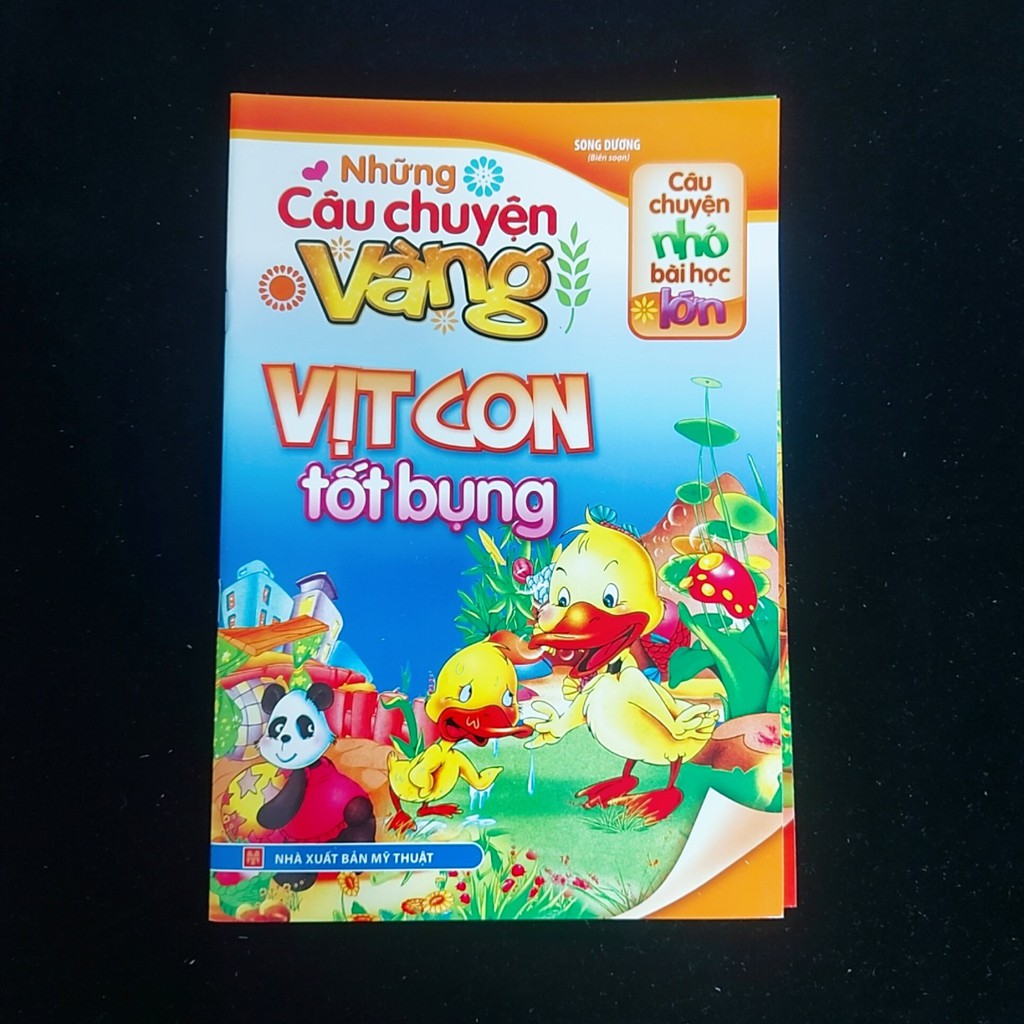 SONG DƯƠNG
(Biên soạn)
Những
Câu chuyện
Vàng
Câu
chuyện
nhỏ
bài học
lớn
VỊT CON
tốt bụng
NHÀ XUẤT BẢN MỸ THUẬT